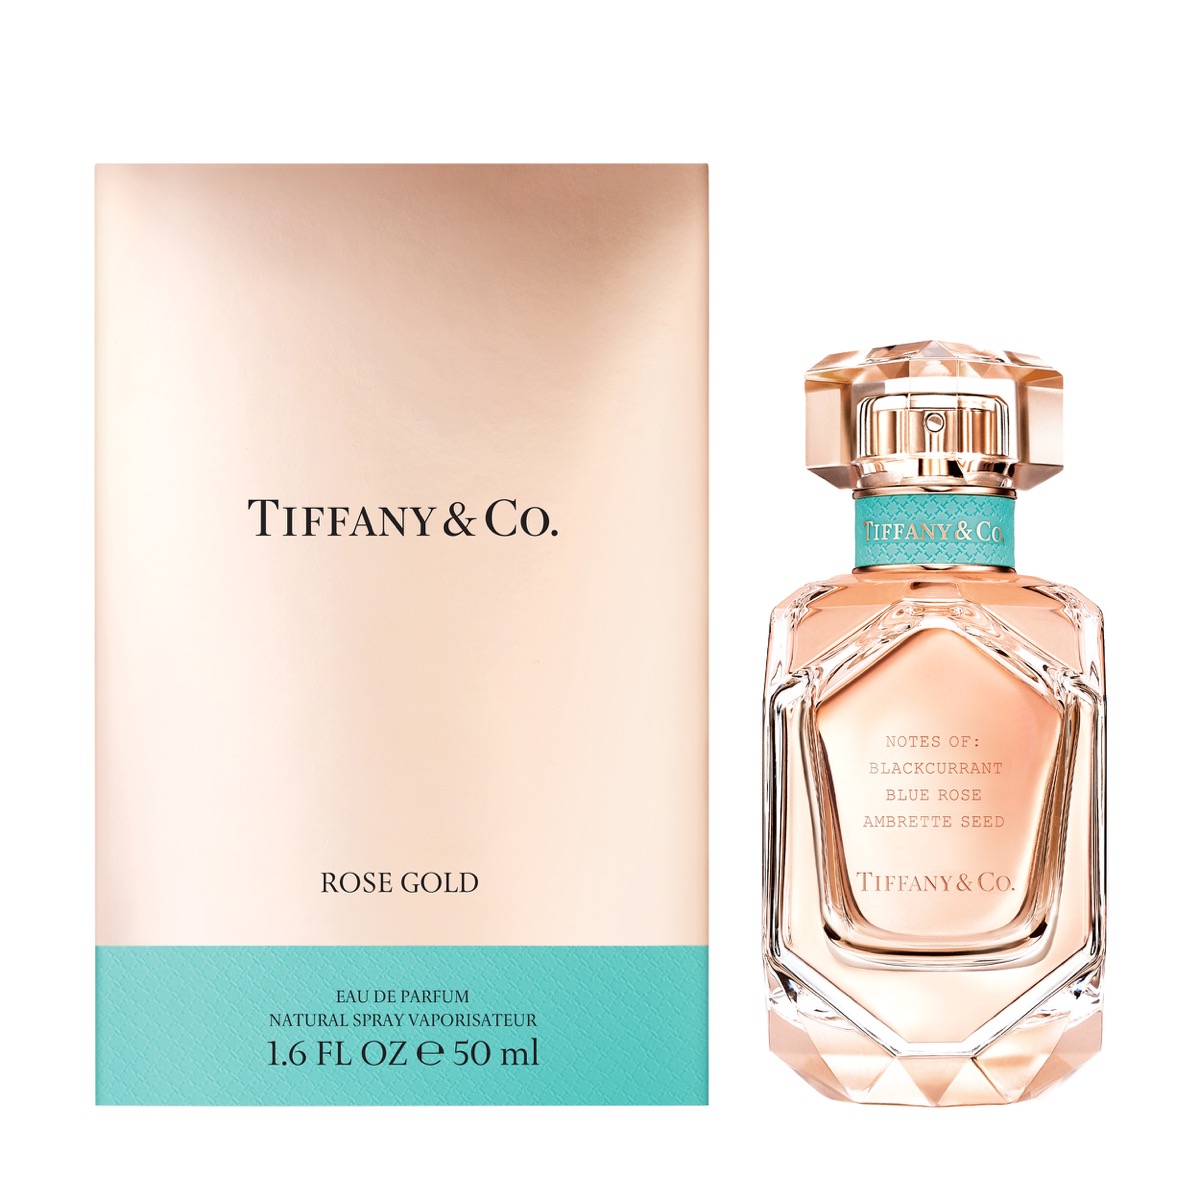 TIFFANY & CO.
ROSE GOLD
EAU DE PARFUM
NATURAL SPRAY VAPORISATEUR
1.6 FL OZ ℮ 50 ml
TIFFANY & CO.
NOTES OF:
BLACKCURRANT
BLUE ROSE
AMBRETTE SEED
TIFFANY & CO.